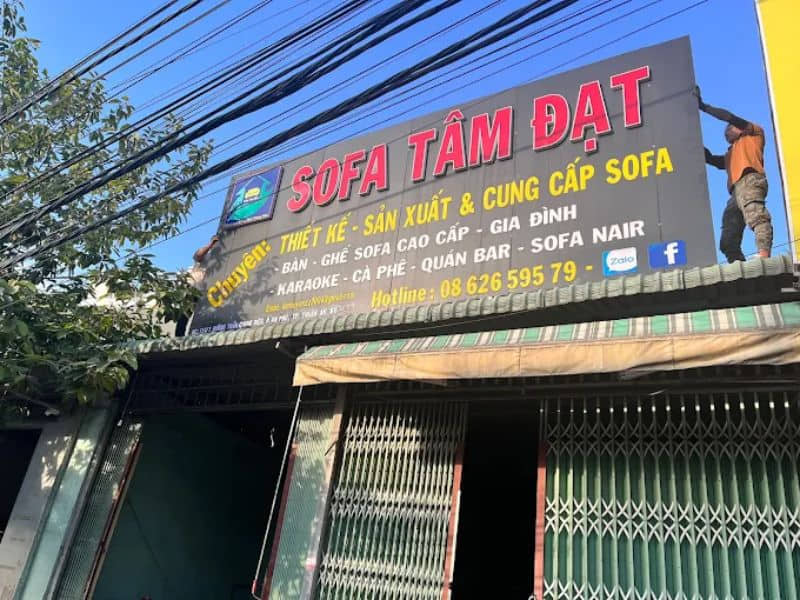 SOFA TÂM ĐẠT
Chuyên:
THIẾT KẾ - SẢN XUẤT & CUNG CẤP SOFA
- BÀN - GHẾ SOFA CAO CẤP - GIA ĐÌNH
- KARAOKE - CÀ PHÊ - QUÁN BAR - SOFA NAIR
Hotline : 08 626 595 79 - Zalo f